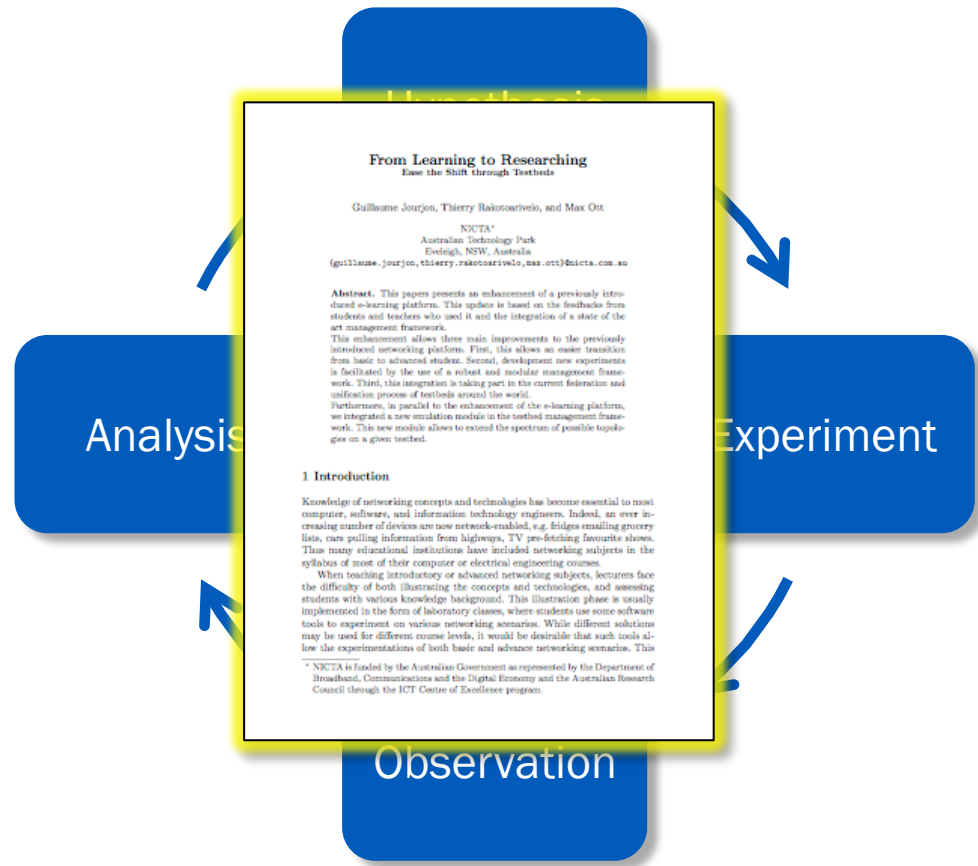 Hypothesis
From Learning to Researching
Ease the Shift through Testbeds
Guillaume Jourjon, Thierry Rakotoarivelo, and Max Ott
NICTA*
Australian Technology Park
Eveleigh, NSW, Australia
{guillaume.jourjon,thierry.rakotoarivelo,max.ott}@nicta.com.au
Abstract. This papers presents an enhancement of a previously intro-
duced e-learning platform. This update is based on the feedbacks from
students and teachers who used it and the integration of a state of the
art management framework.
This enhancement allows three main improvements to the previously
introduced networking platform. First, this allows an easier transition
from basic to advanced student. Second, development new experiments
is facilitated by the use of a robust and modular management frame-
work. Third, this integration is taking part in the current federation and
unification process of testbeds around the world.
Furthermore, in parallel to the enhancement of the e-learning platform,
we integrated a new emulation module in the testbed management frame-
work. This new module allows to extend the spectrum of possible topolo-
gies on a given testbed.
Analysis
Experiment
1 Introduction
Knowledge of networking concepts and technologies has become essential to most
computer, software, and information technology engineers. Indeed, an ever in-
creasing number of devices are now network-enabled, e.g. fridges emailing grocery
lists, cars pulling information from highways, TV pre-fetching favourite shows.
Thus many educational institutions have included networking subjects in the
syllabus of most of their computer or electrical engineering courses.
When teaching introductory or advanced networking subjects, lecturers face
the difficulty of both illustrating the concepts and technologies, and assessing
students with various knowledge background. This illustration phase is usually
implemented in the form of laboratory classes, where students use some software
tools to experiment on various networking scenarios. While different solutions
may be used for different course levels, it would be desirable that such tools al-
low the experimentations of both basic and advance networking scenarios. This
* NICTA is funded by the Australian Government as represented by the Department of
Broadband, Communications and the Digital Economy and the Australian Research
Council through the ICT Centre of Excellence program.
Observation